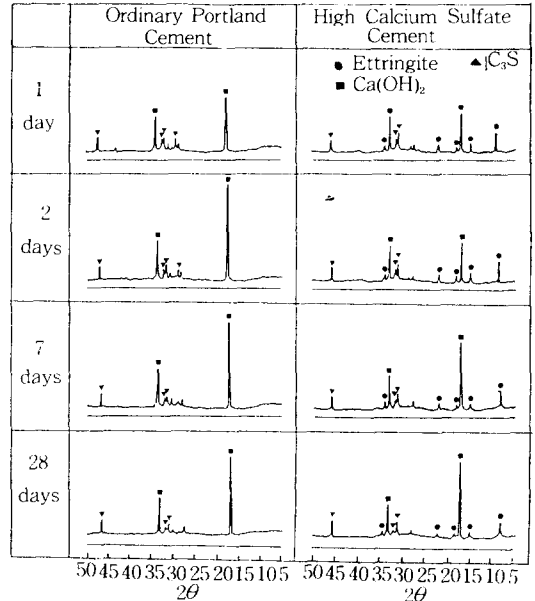 Ordinary Portland Cement
High Calcium Sulfate Cement
● Ettringite ▲ C₃S
■ Ca(OH)₂
1 day
2 days
7 days
28 days
50 45 40 35 30 25 20 15 10 5
2θ
50 45 40 35 30 25 20 15 10 5
2θ